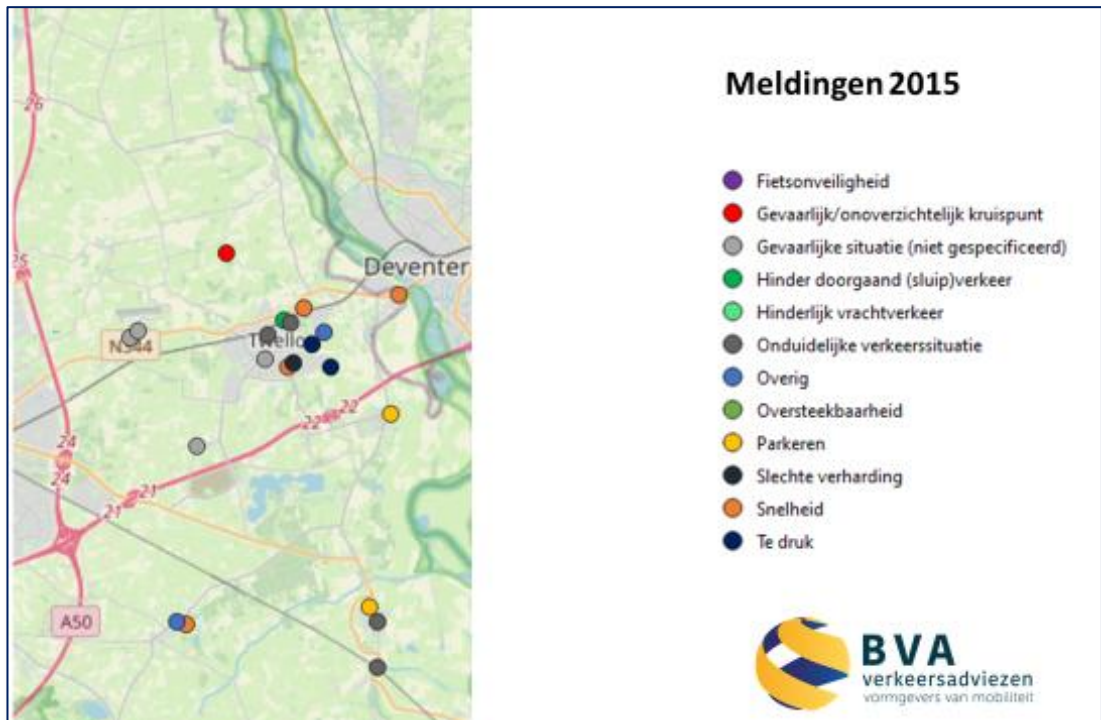 Meldingen 2015
Fietsonveiligheid
Gevaarlijk/onoverzichtelijk kruispunt
Gevaarlijke situatie (niet gespecificeerd)
Hinder doorgaand (sluip)verkeer
Hinderlijk vrachtverkeer
Onduidelijke verkeerssituatie
Overig
Oversteekbaarheid
Parkeren
Slechte verharding
Snelheid
Te druk
26
25
Deventer
N344
Twello
22
22
24
24
21
21
A50
BVA
verkeersadviezen
vormgevers van mobiliteit